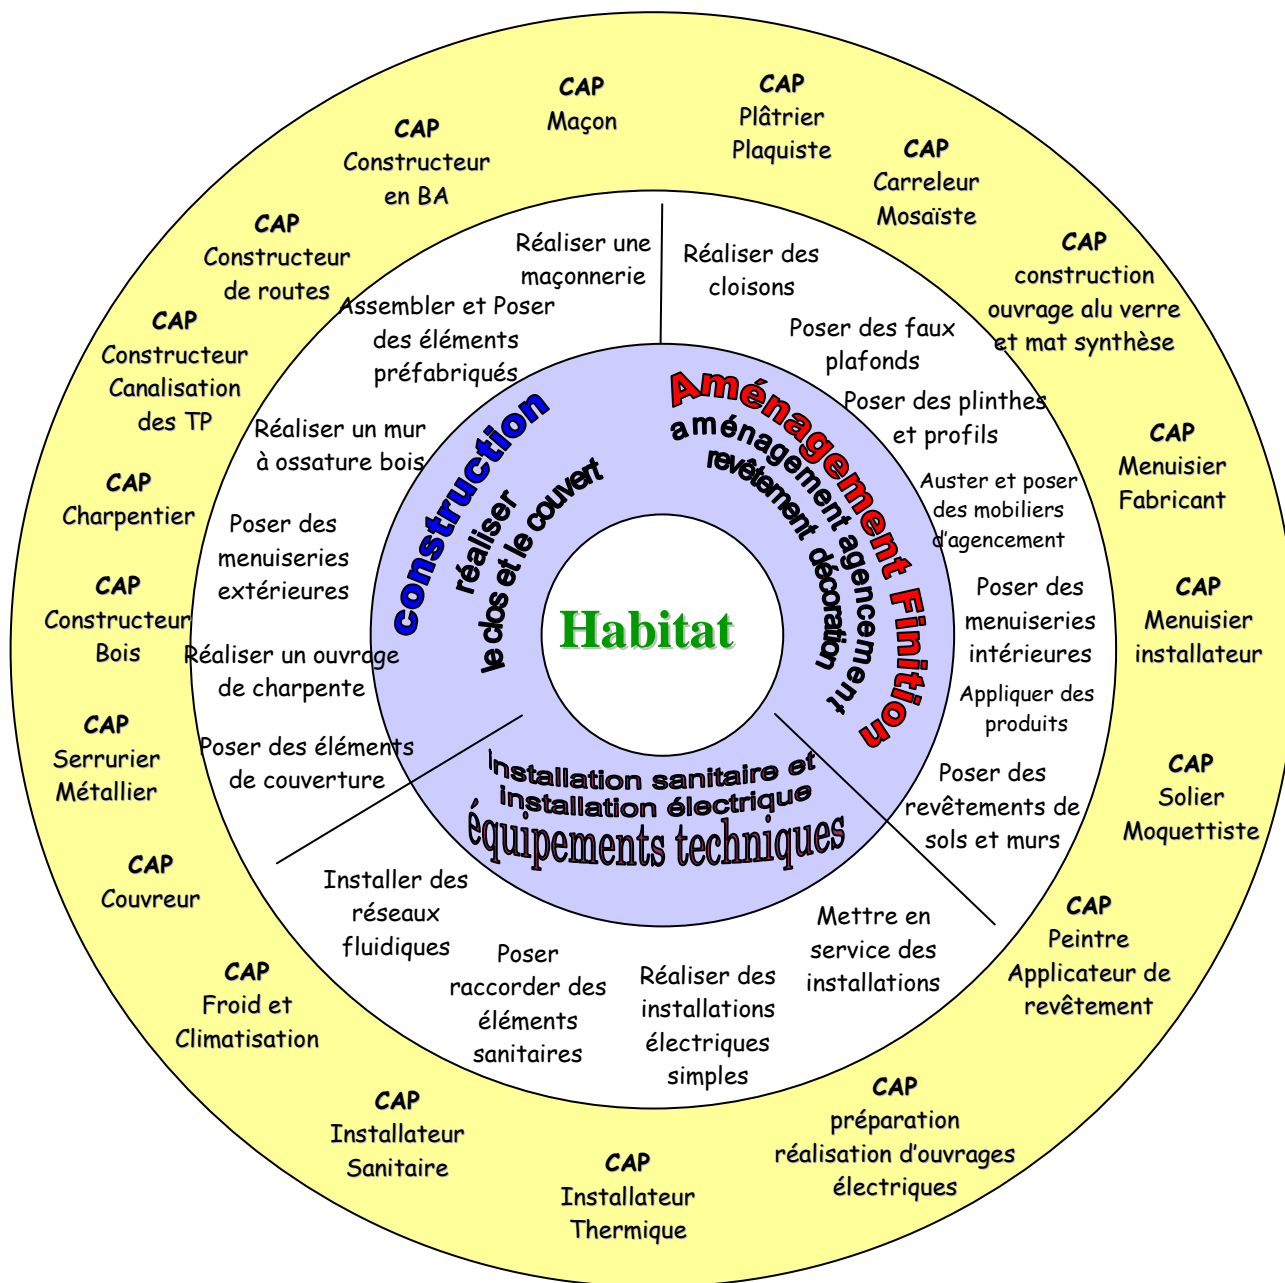 CAP
Maçon
CAP
Plâtrier
Plaquiste
CAP
Carreleur
Mosaïste
CAP
construction
ouvrage alu verre
et mat synthèse
CAP
Menuisier
Fabricant
CAP
Menuisier
installateur
CAP
Solier
Moquettiste
CAP
Peintre
Applicateur de
revêtement
CAP
préparation
réalisation d'ouvrages
électriques
CAP
Installateur
Thermique
CAP
Installateur
Sanitaire
CAP
Froid et
Climatisation
CAP
Couvreur
CAP
Serrurier
Métallier
CAP
Constructeur
Bois
CAP
Charpentier
CAP
Constructeur
Canalisation
des TP
CAP
Constructeur
de routes
CAP
Constructeur
en BA
Réaliser une
maçonnerie
Assembler et Poser
des éléments
préfabriqués
Réaliser un mur
à ossature bois
Poser des
menuiseries
extérieures
Réaliser un ouvrage
de charpente
Poser des éléments
de couverture
Réaliser des
cloisons
Poser des faux
plafonds
Poser des plinthes
et profils
Auster et poser
des mobiliers
d'agencement
Poser des
menuiseries
intérieures
Appliquer des
produits
Poser des
revêtements de
sols et murs
Installer des
réseaux
fluidiques
Poser
raccorder des
éléments
sanitaires
Réaliser des
installations
électriques
simples
Mettre en
service des
installations
construction
réaliser
le clos et le couvert
Aménagement Finition
aménagement agencement
revêtement décoration
installation sanitaire et
installation électrique
équipements techniques
Habitat